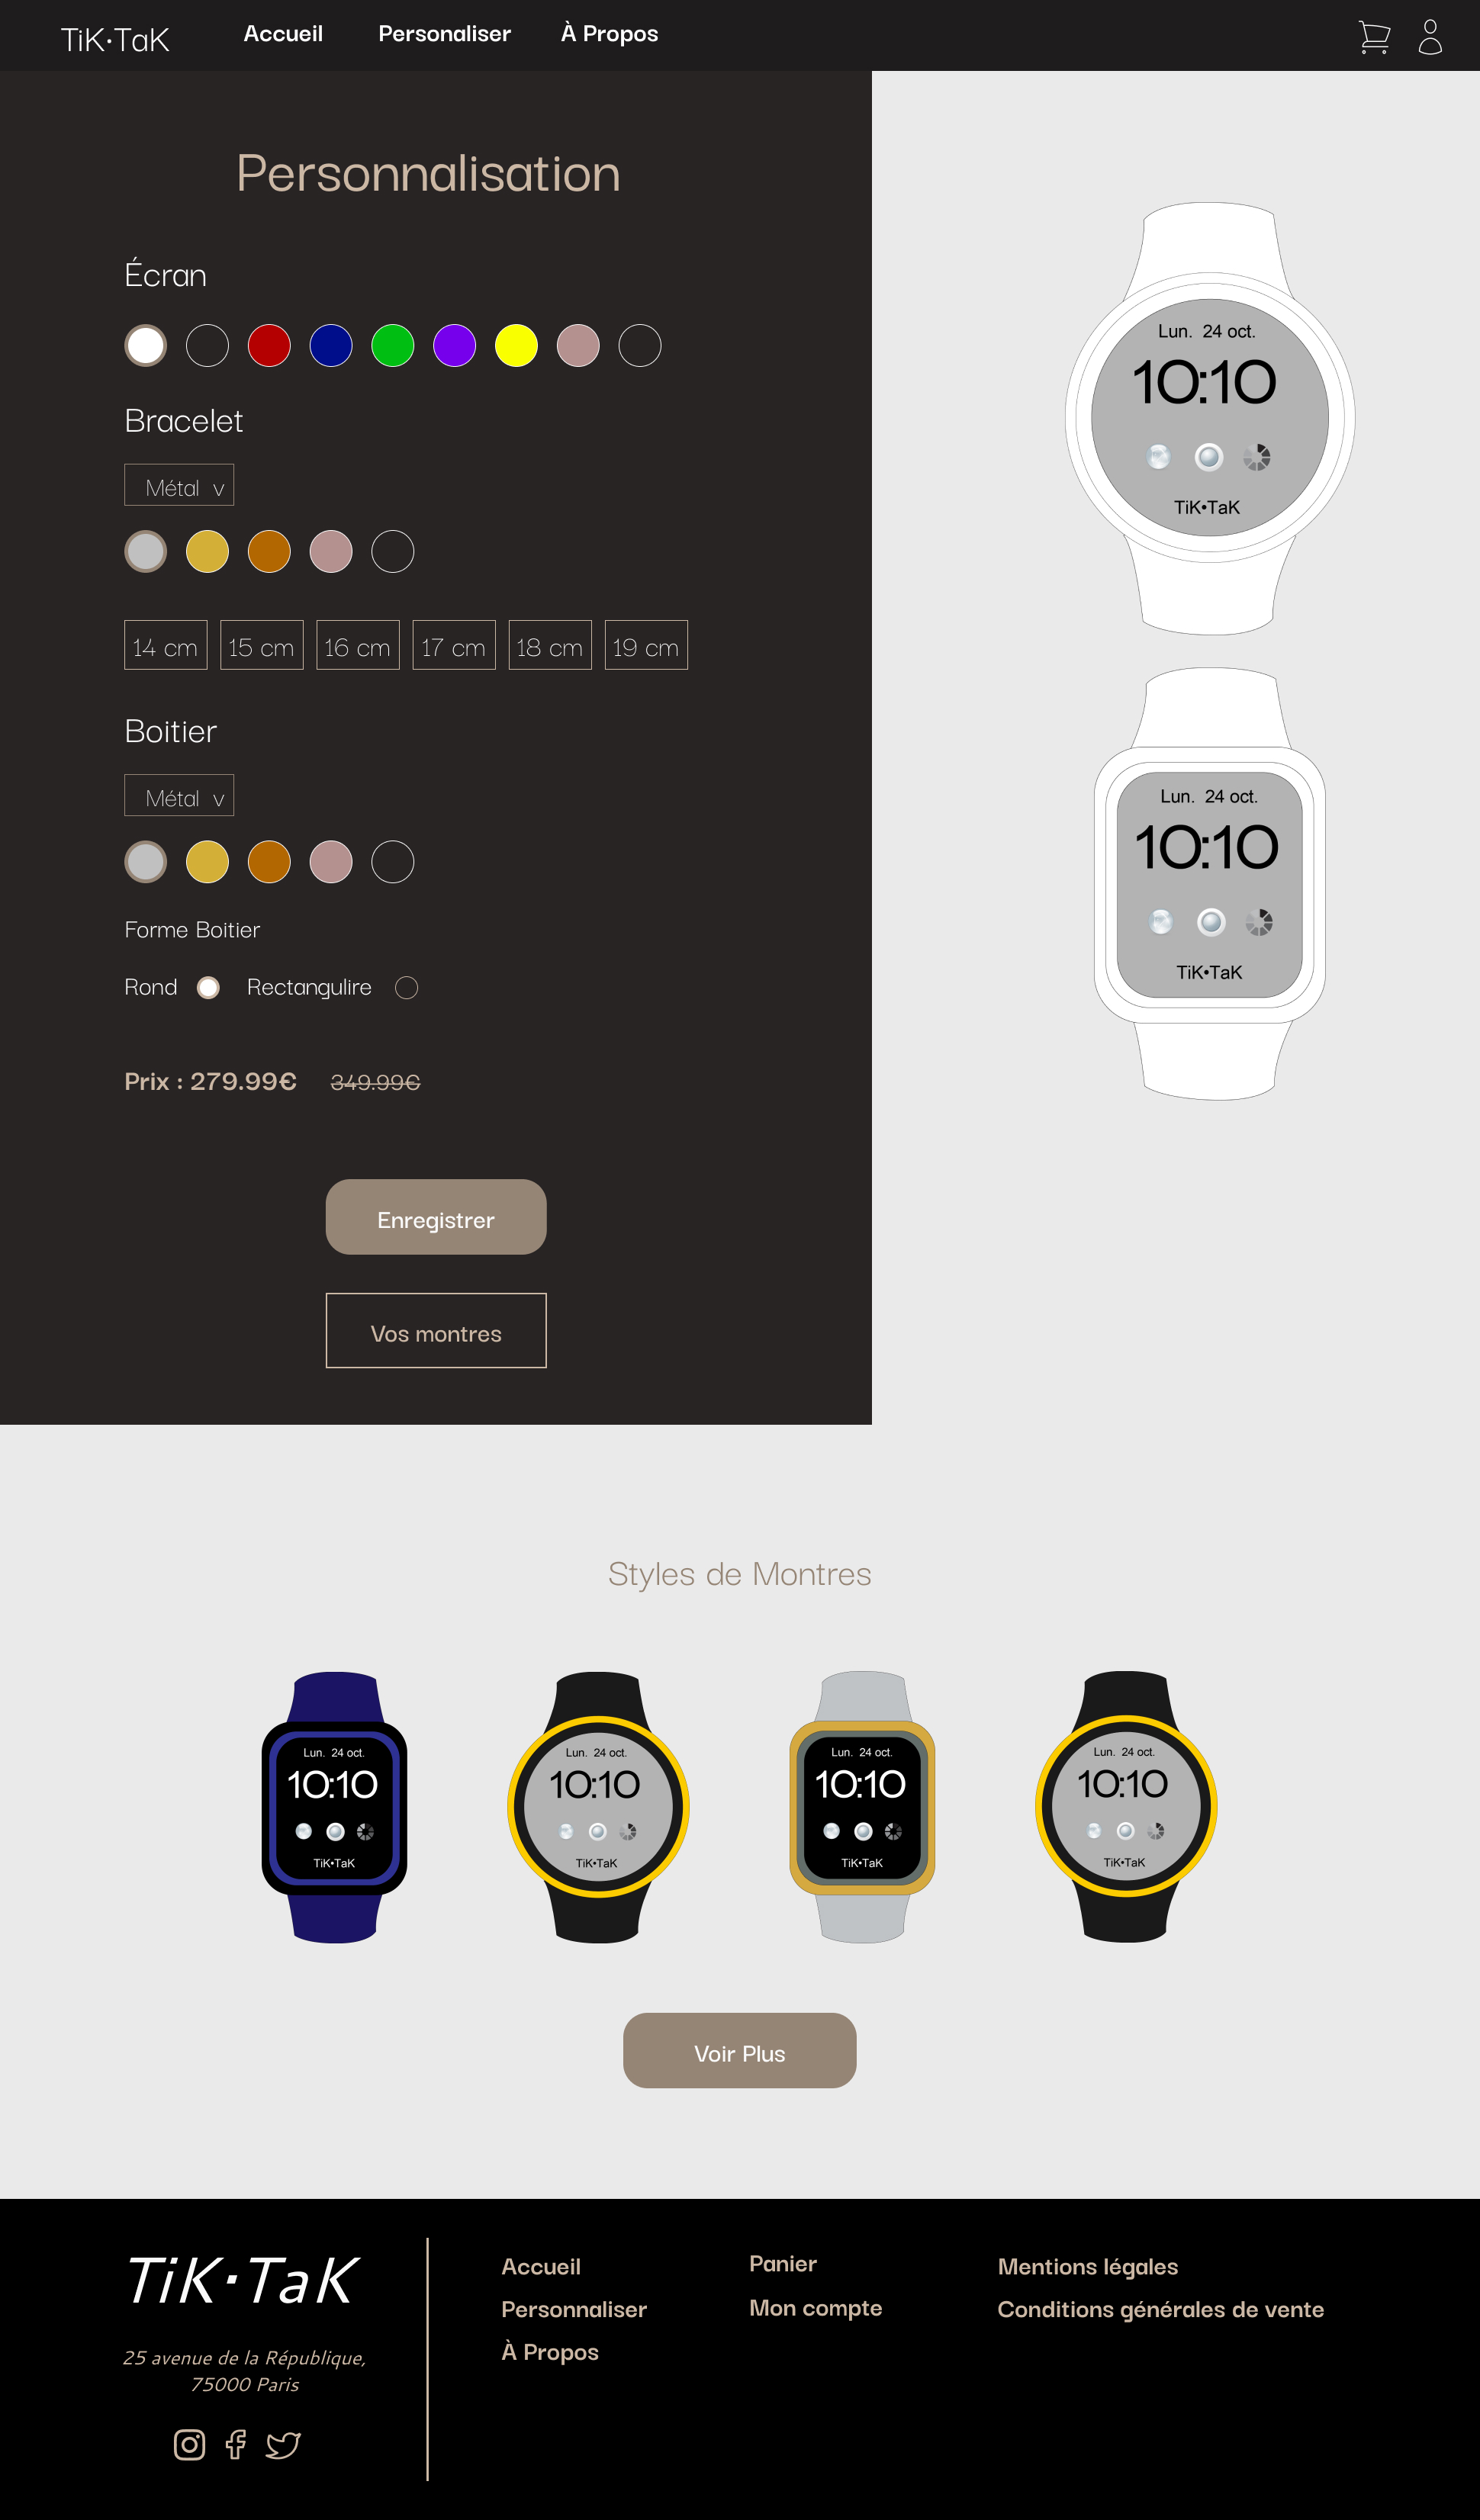 TiK•TaK
Accueil
Personaliser
À Propos
Personnalisation
Écran
Bracelet
Métal v
14 cm
15 cm
16 cm
17 cm
18 cm
19 cm
Boitier
Métal v
Forme Boitier
Rond
Rectangulire
Prix : 279.99€
349.99€
Enregistrer
Vos montres
Lun. 24 oct.
10:10
TiK•TaK
Lun. 24 oct.
10:10
TiK•TaK
Styles de Montres
Lun. 24 oct.
10:10
TiK•TaK
Lun. 24 oct.
10:10
TiK•TaK
Lun. 24 oct.
10:10
TiK•TaK
Lun. 24 oct.
10:10
TiK•TaK
Voir Plus
TiK•TaK
25 avenue de la République,
75000 Paris
Accueil
Personnaliser
À Propos
Panier
Mon compte
Mentions légales
Conditions générales de vente